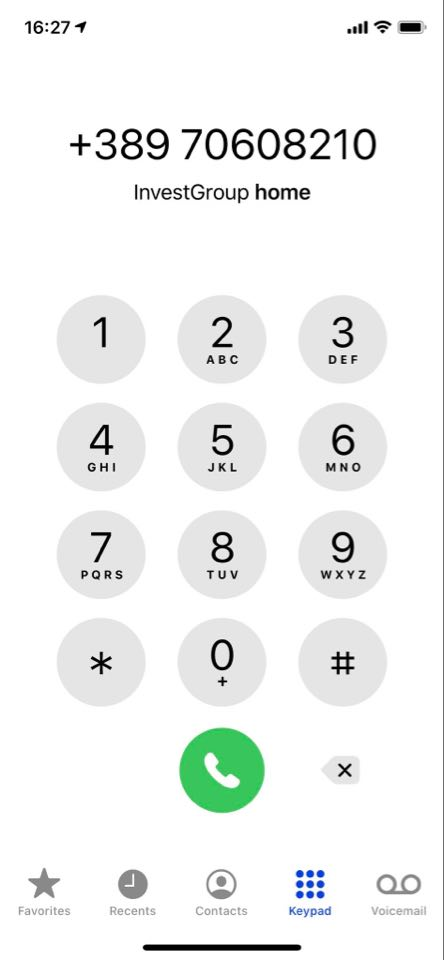 16:27
+389 70608210
InvestGroup home
1 2 ABC 3 DEF
4 GHI 5 JKL 6 MNO
7 PQRS 8 TUV 9 WXYZ
* 0 + #
Favorites Recents Contacts Keypad Voicemail